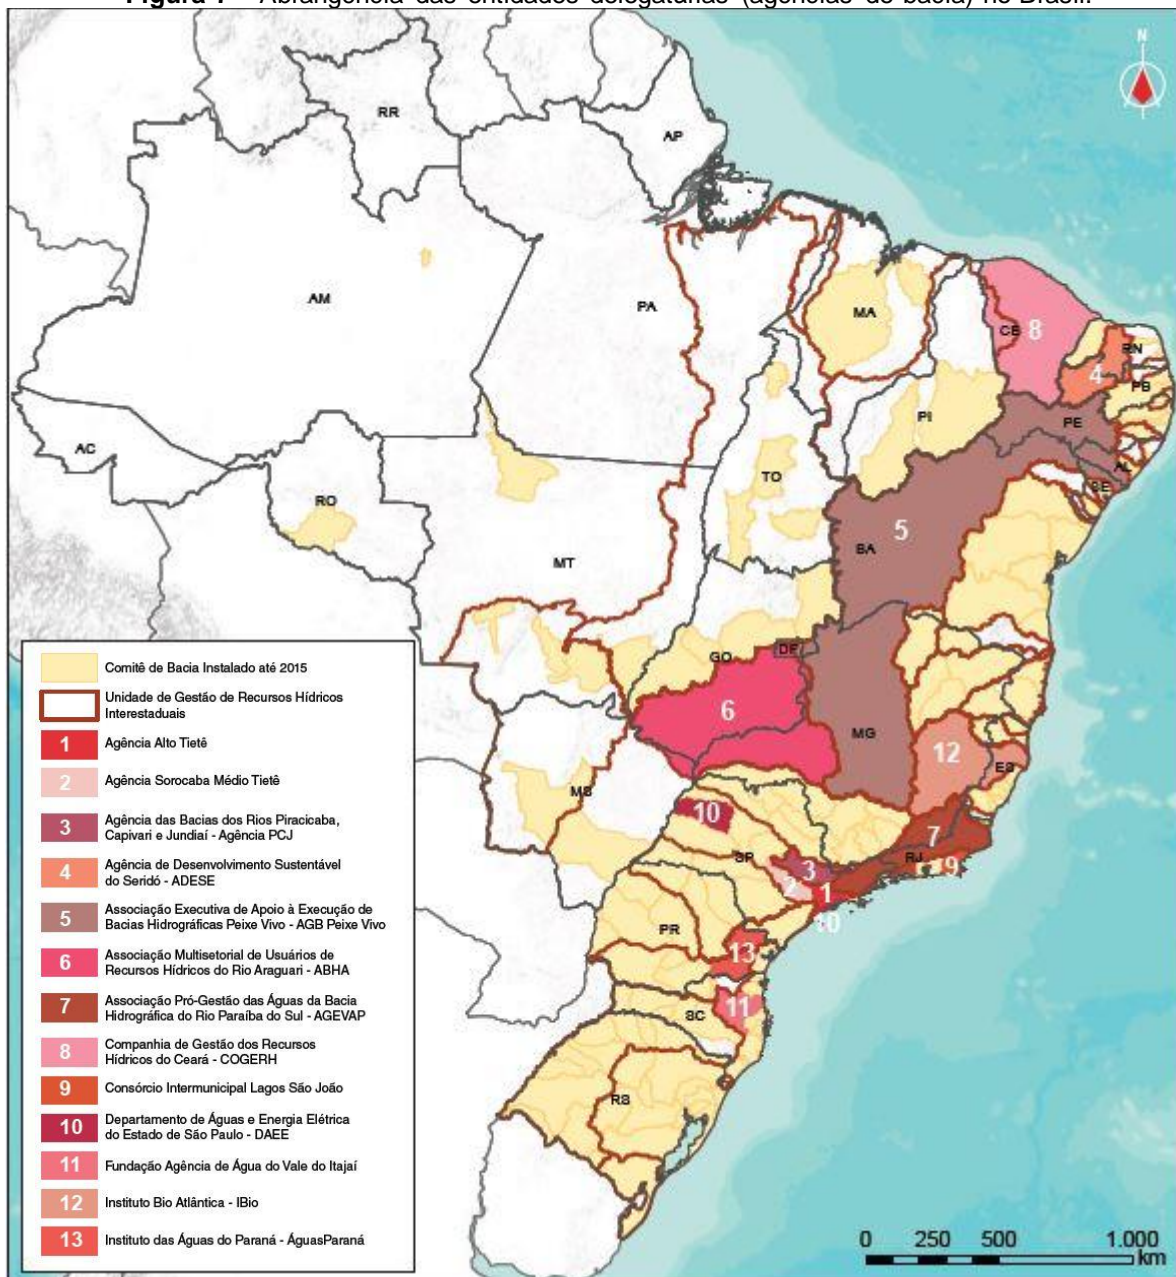 Figura 7 – Abrangência das entidades delegatárias (agências de bacia) no Brasil.
N
RR
AP
AM
PA
MA
CE
8
RN
4
PB
PI
PE
AC
AL
TO
SE
RO
5
BA
MT
DF
GO
6
MG
12
ES
MS
10
7
SP
RJ
9
3
2
1
10
PR
13
11
SC
RS
Comitê de Bacia Instalado até 2015
Unidade de Gestão de Recursos Hídricos
Interestaduais
1 Agência Alto Tietê
2 Agência Sorocaba Médio Tietê
3 Agência das Bacias dos Rios Piracicaba,
Capivari e Jundiaí - Agência PCJ
4 Agência de Desenvolvimento Sustentável
do Seridó - ADESE
5 Associação Executiva de Apoio à Execução de
Bacias Hidrográficas Peixe Vivo - AGB Peixe Vivo
6 Associação Multisetorial de Usuários de
Recursos Hídricos do Rio Araguari - ABHA
7 Associação Pró-Gestão das Águas da Bacia
Hidrográfica do Rio Paraíba do Sul - AGEVAP
8 Companhia de Gestão dos Recursos
Hídricos do Ceará - COGERH
9 Consórcio Intermunicipal Lagos São João
10 Departamento de Águas e Energia Elétrica
do Estado de São Paulo - DAEE
11 Fundação Agência de Água do Vale do Itajaí
12 Instituto Bio Atlântica - IBio
13 Instituto das Águas do Paraná - ÁguasParaná
0 250 500 1.000
km